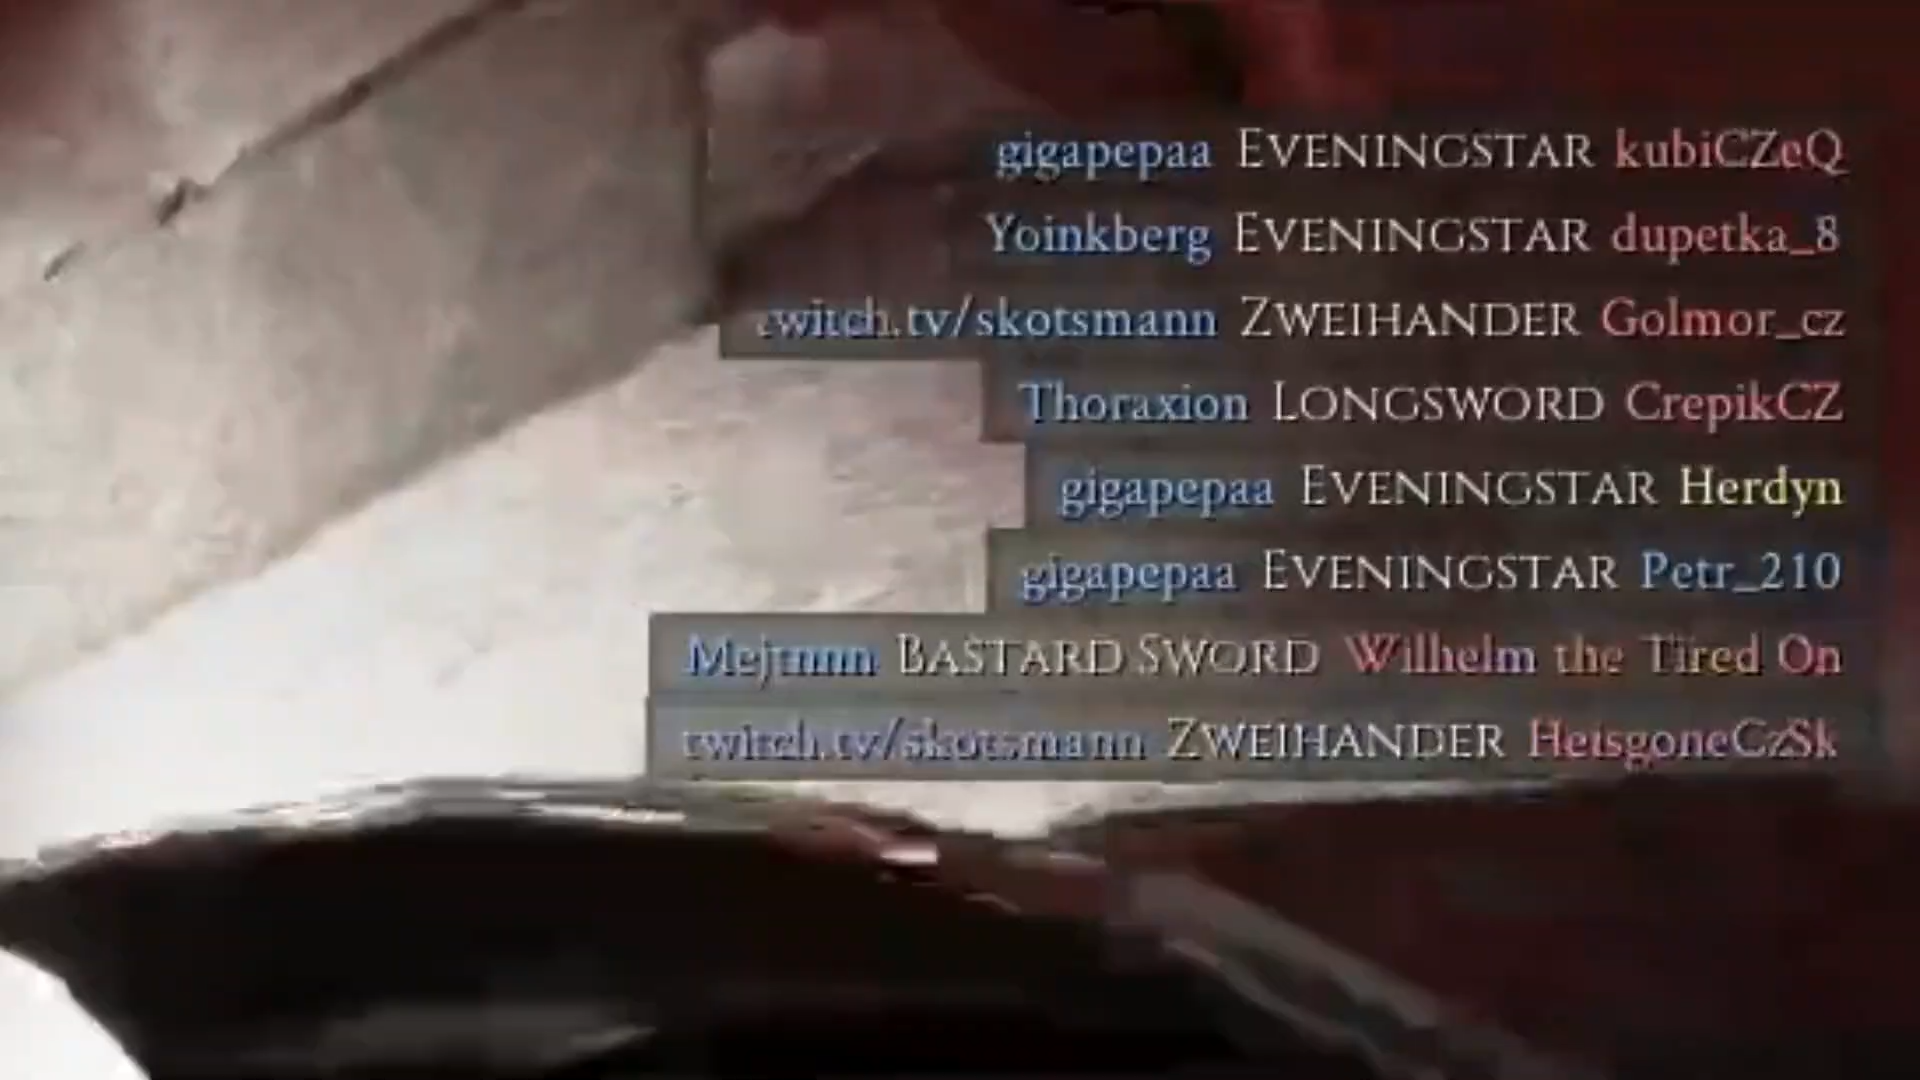 gigapepaa EVENINGSTAR kubiCZeQ
Yoinkberg EVENINGSTAR dupetka_8
twitch.tv/skotsmann ZWEIHANDER Golmor_cz
Thoraxion LONGSWORD CrepikCZ
gigapepaa EVENINGSTAR Herdyn
gigapepaa EVENINGSTAR Petr_210
Mejtnnn BASTARD SWORD Wilhelm the Tired On
twitch.tv/skotsmann ZWEIHANDER HeisgoneCzSk